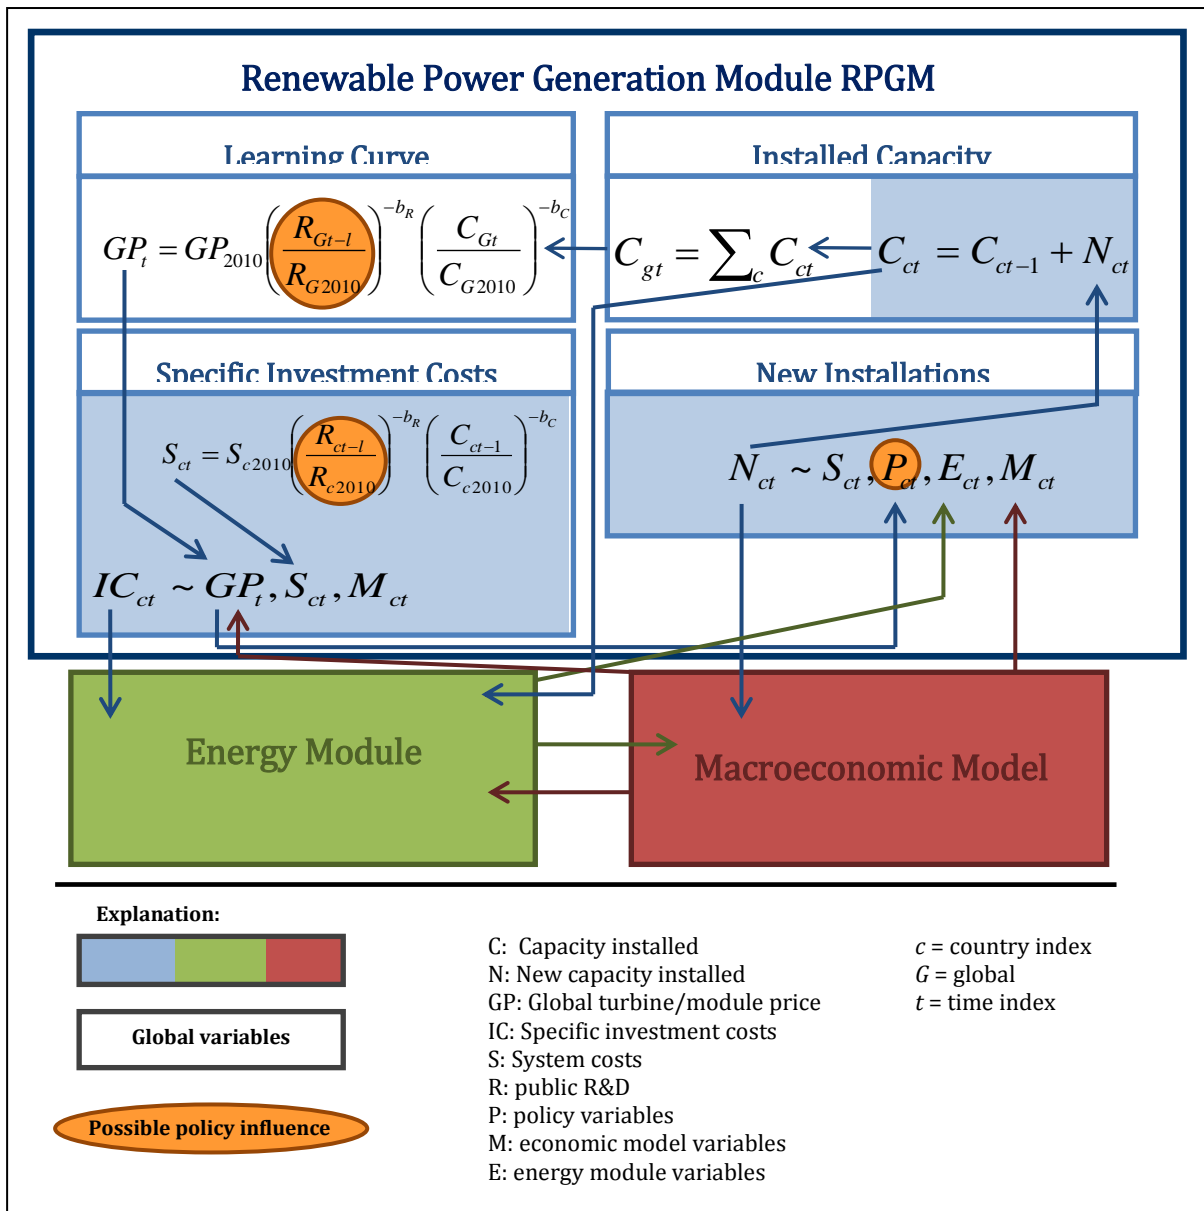 Renewable Power Generation Module RPGM
Learning Curve
Installed Capacity
GP_t = GP_2010 (R_Gt−l / R_G2010)^−b_R (C_Gt / C_G2010)^−b_C
C_gt = ∑_c C_ct
C_ct = C_ct−1 + N_ct
Specific Investment Costs
New Installations
S_ct = S_c2010 (R_ct−l / R_c2010)^−b_R (C_ct−1 / C_c2010)^−b_C
N_ct ~ S_ct, P_ct, E_ct, M_ct
IC_ct ~ GP_t, S_ct, M_ct
Energy Module
Macroeconomic Model
Explanation:
Global variables
Possible policy influence
C: Capacity installed
N: New capacity installed
GP: Global turbine/module price
IC: Specific investment costs
S: System costs
R: public R&D
P: policy variables
M: economic model variables
E: energy module variables
c = country index
G = global
t = time index